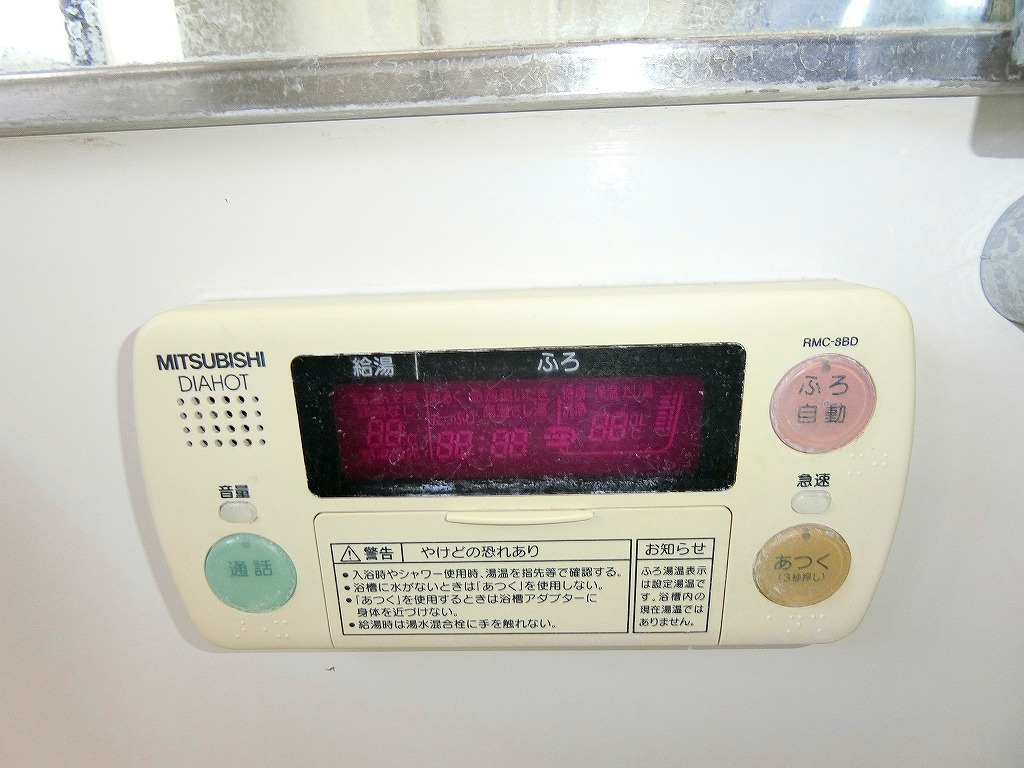 MITSUBISHI
DIAHOT
給湯
ふろ
RMC-8BD
ふろ
自動
音量
通話
急速
あつく
(3秒押し)
警告 やけどの恐れあり
●入浴時やシャワー使用時、湯温を指先等で確認する。
●浴槽に水がないときは「あつく」を使用しない。
●「あつく」を使用するときは浴槽アダプターに
身体を近づけない。
●給湯時は湯水混合栓に手を触れない。
お知らせ
ふろ湯温表示
は設定湯温で
す。浴槽内の
現在湯温では
ありません。